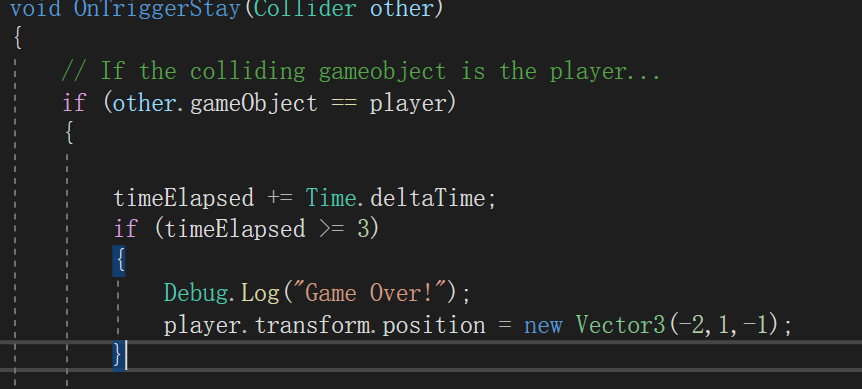 void OnTriggerStay(Collider other)
{
// If the colliding gameobject is the player...
if (other.gameObject == player)
{
timeElapsed += Time.deltaTime;
if (timeElapsed >= 3)
{
Debug.Log("Game Over!");
player.transform.position = new Vector3(-2,1,-1);
}